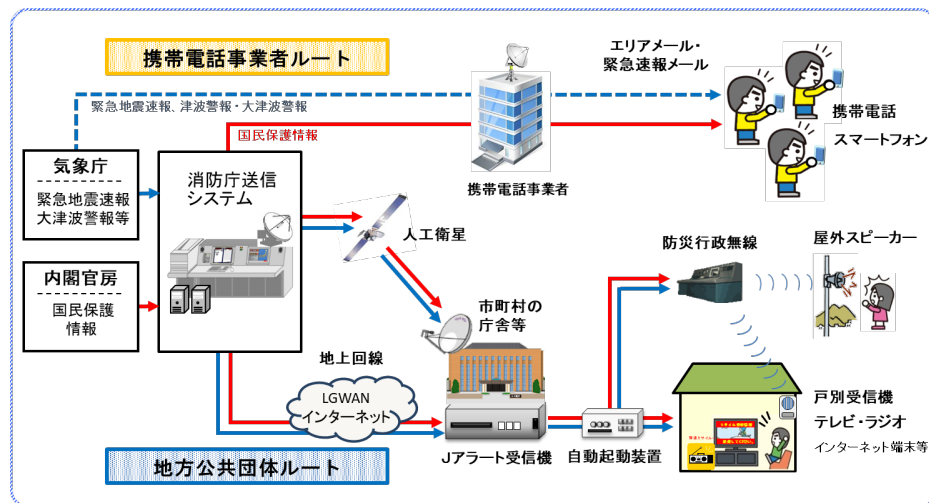 携帯電話事業者ルート
エリアメール・
緊急速報メール
緊急地震速報、津波警報・大津波警報
国民保護情報
携帯電話
スマートフォン
携帯電話事業者
気象庁
緊急地震速報
大津波警報等
消防庁送信
システム
人工衛星
防災行政無線
屋外スピーカー
内閣官房
国民保護
情報
市町村の
庁舎等
地上回線
LGWAN
インターネット
Jアラート受信機
自動起動装置
戸別受信機
テレビ・ラジオ
インターネット端末等
地方公共団体ルート